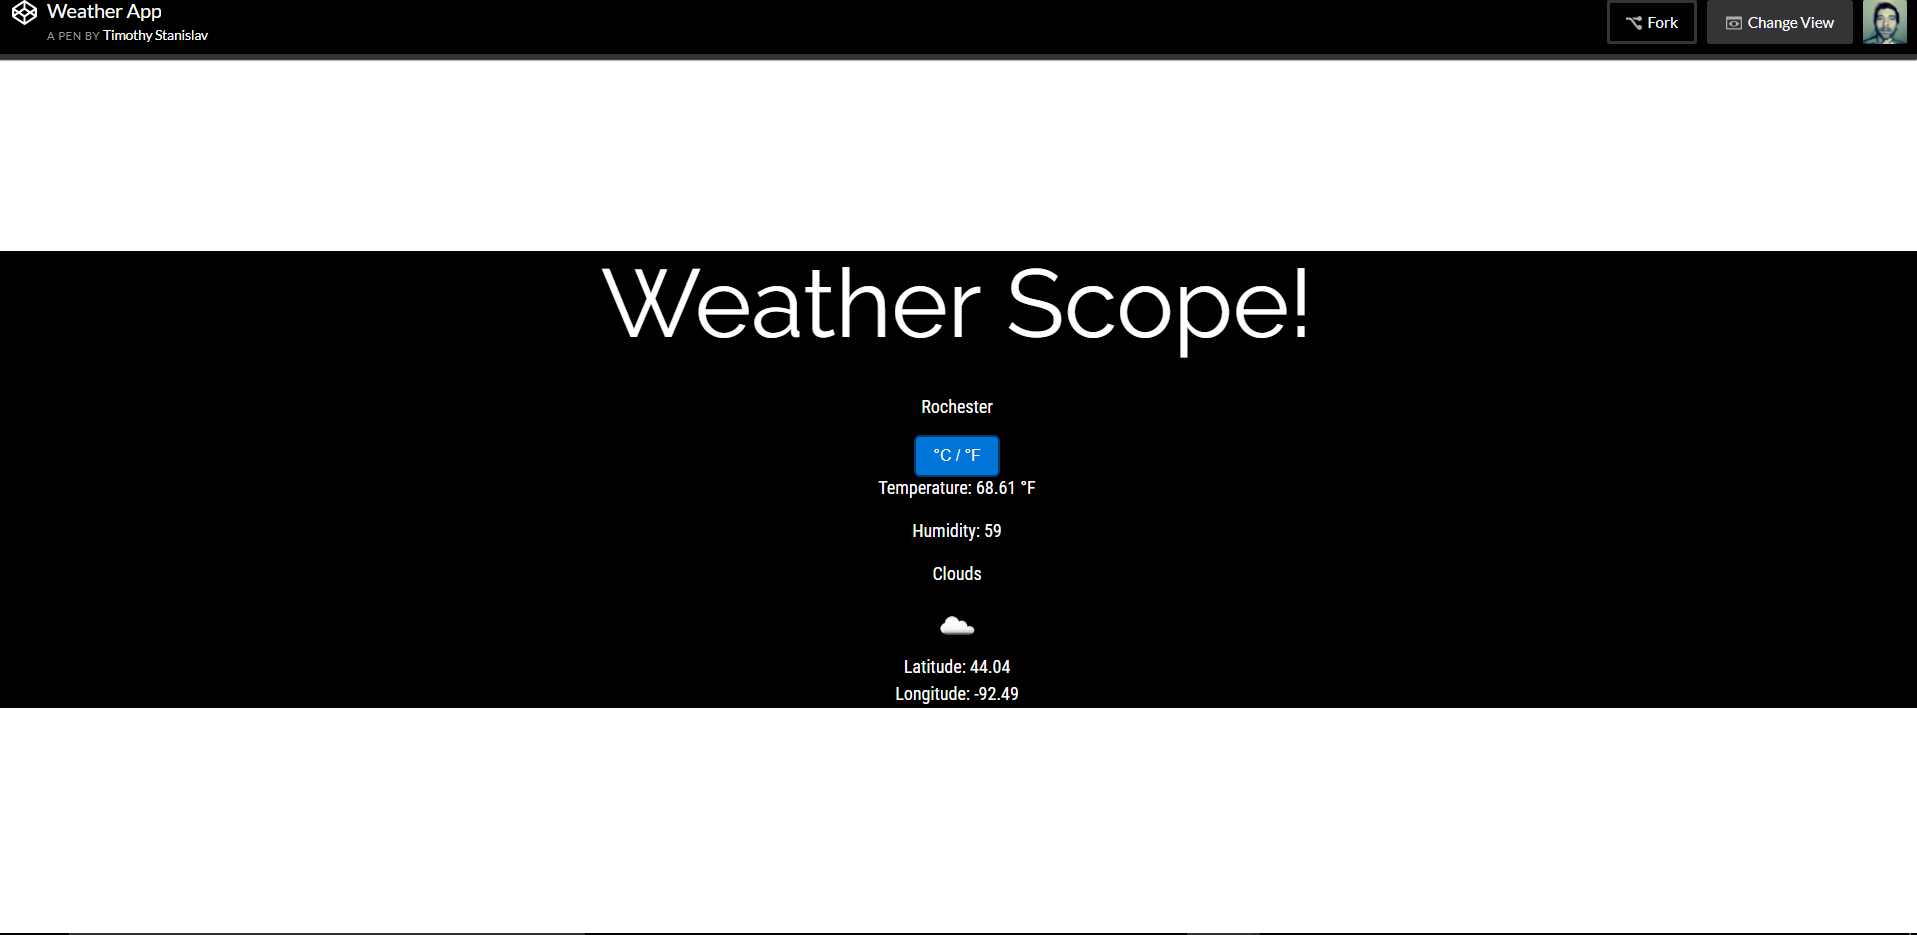 Weather App
A PEN BY Timothy Stanislav
Fork
Change View
Weather Scope!
Rochester
°C / °F
Temperature: 68.61 °F
Humidity: 59
Clouds
Latitude: 44.04
Longitude: -92.49